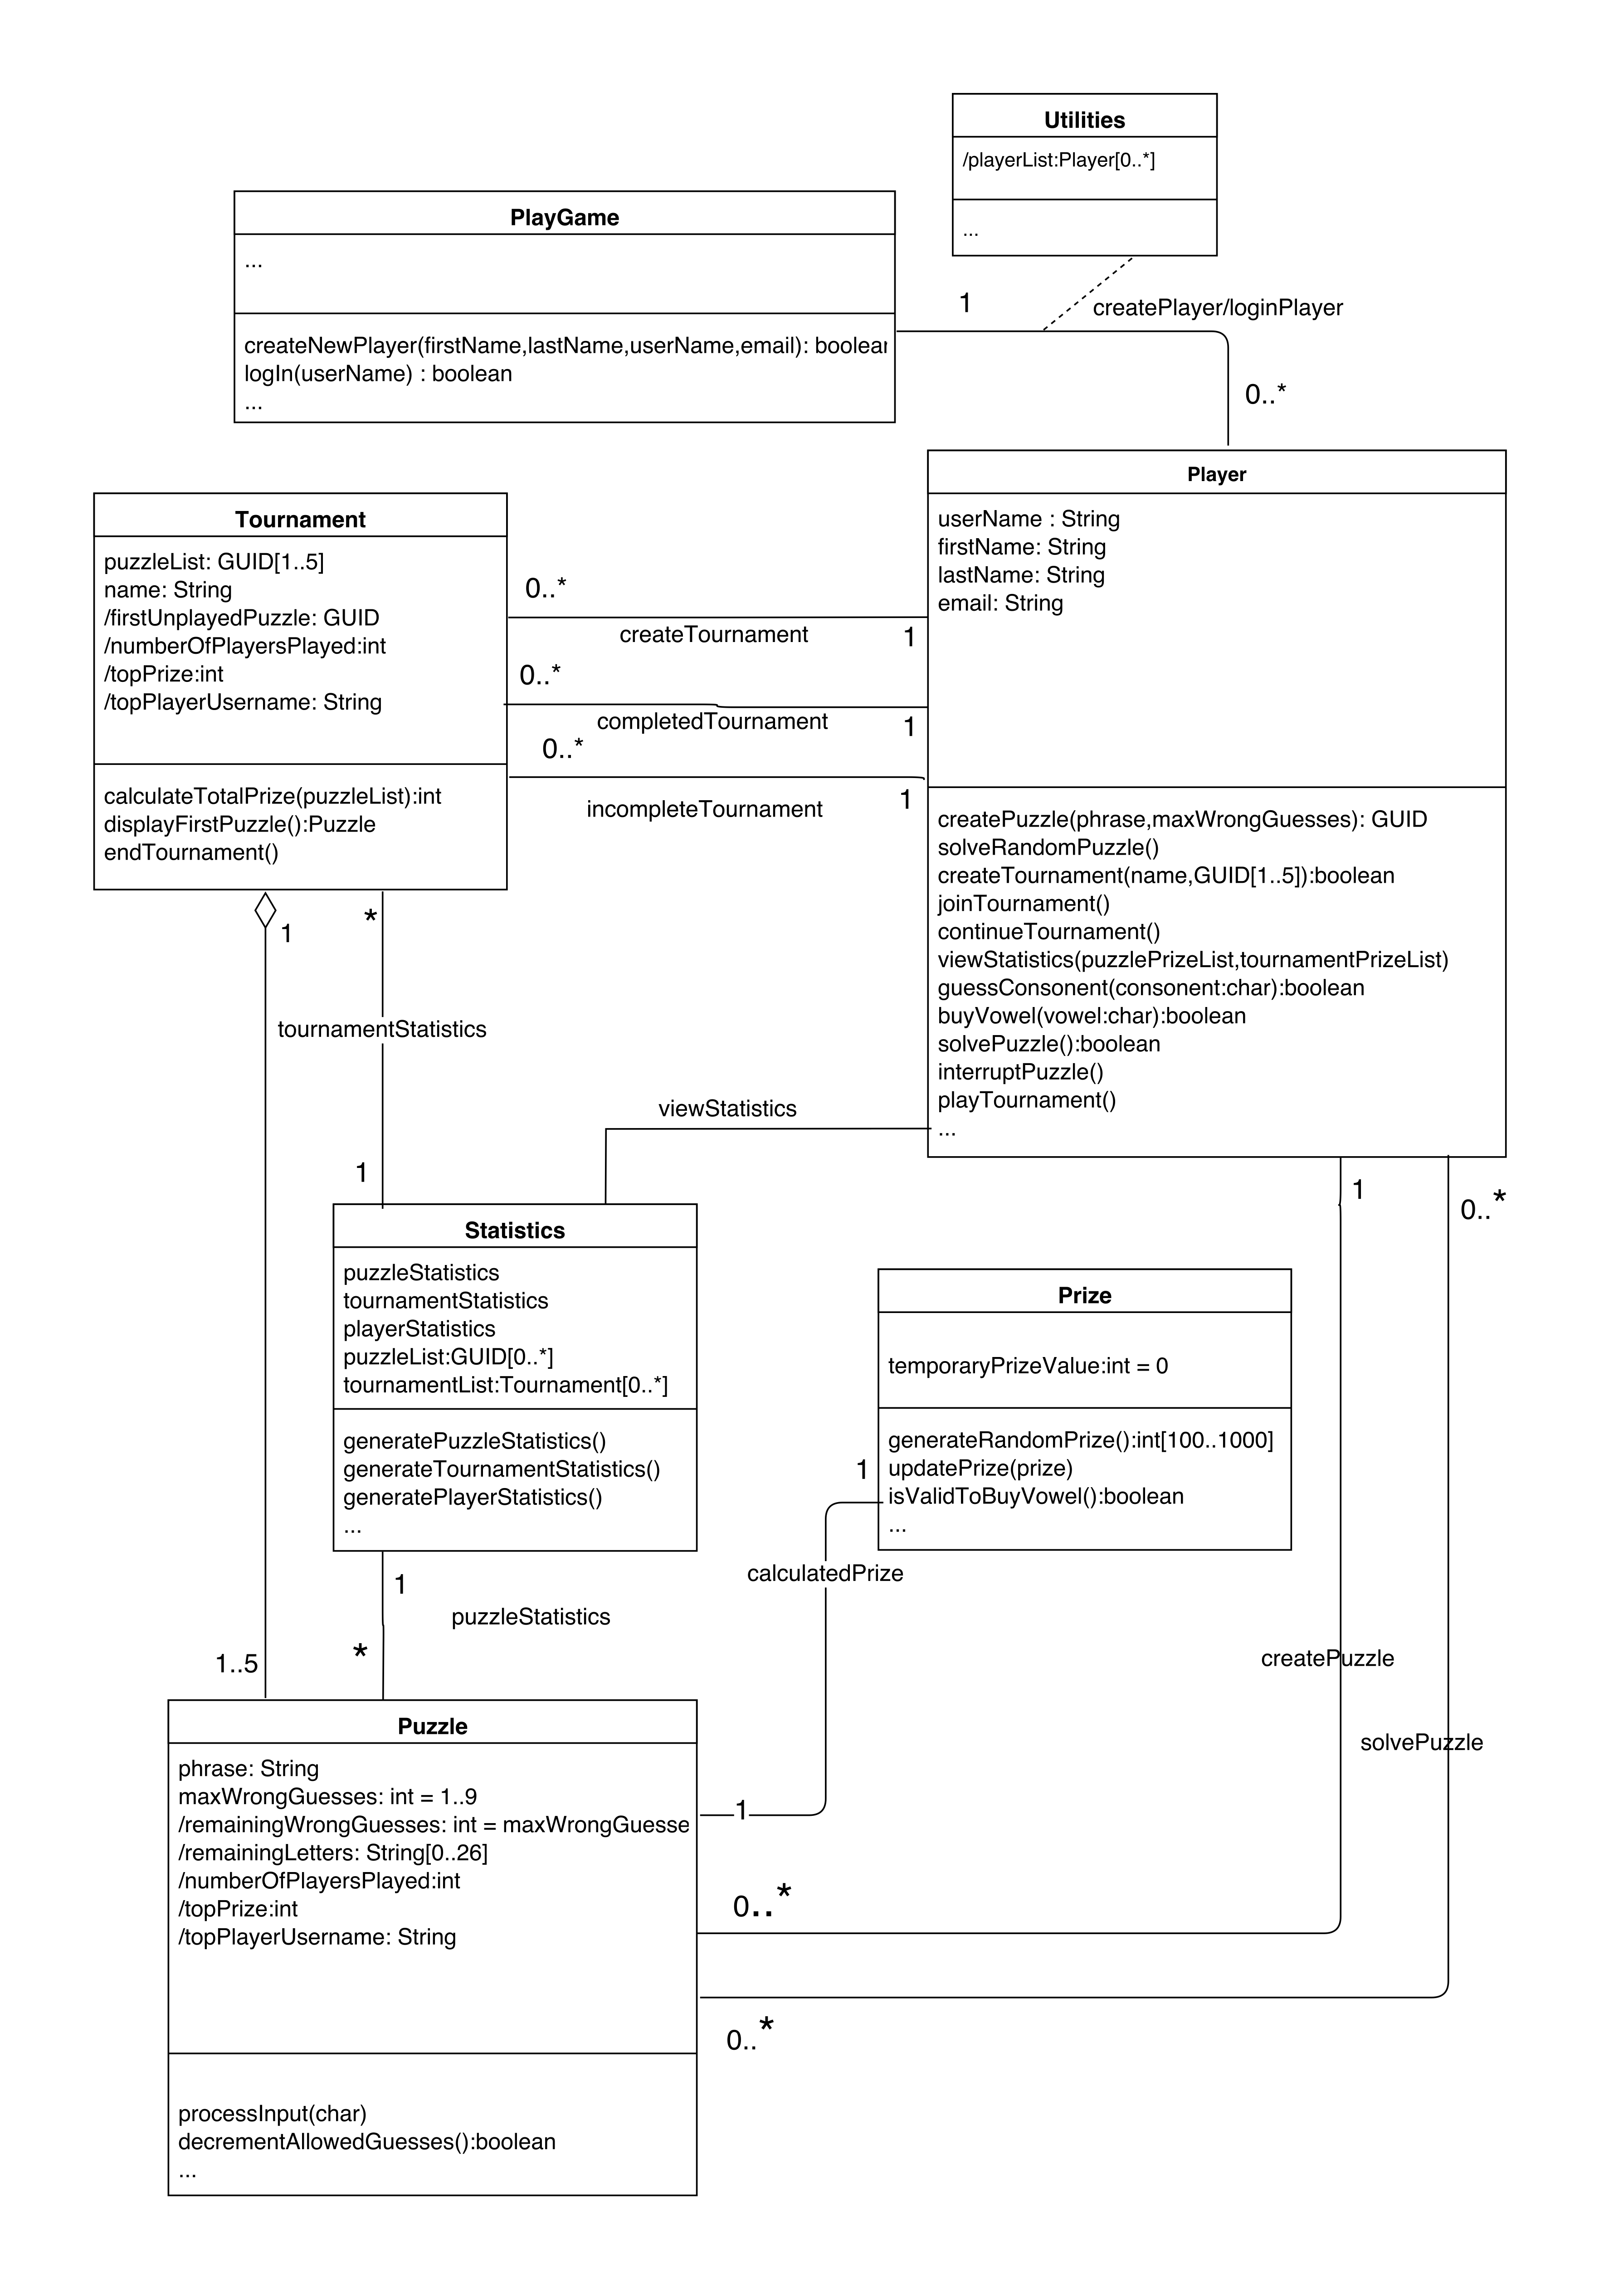 Utilities
/playerList:Player[0..*]
...
PlayGame
...
createNewPlayer(firstName,lastName,userName,email): boolean
logIn(userName) : boolean
...
1
createPlayer/loginPlayer
0..*
Player
userName : String
firstName: String
lastName: String
email: String
createPuzzle(phrase,maxWrongGuesses): GUID
solveRandomPuzzle()
createTournament(name,GUID[1..5]):boolean
joinTournament()
continueTournament()
viewStatistics(puzzlePrizeList,tournamentPrizeList)
guessConsonent(consonent:char):boolean
buyVowel(vowel:char):boolean
solvePuzzle():boolean
interruptPuzzle()
playTournament()
...
Tournament
puzzleList: GUID[1..5]
name: String
/firstUnplayedPuzzle: GUID
/numberOfPlayersPlayed:int
/topPrize:int
/topPlayerUsername: String
calculateTotalPrize(puzzleList):int
displayFirstPuzzle():Puzzle
endTournament()
0..*
createTournament
1
0..*
completedTournament
1
0..*
incompleteTournament
1
1
*
tournamentStatistics
1
viewStatistics
1
0..*
Statistics
puzzleStatistics
tournamentStatistics
playerStatistics
puzzleList:GUID[0..*]
tournamentList:Tournament[0..*]
generatePuzzleStatistics()
generateTournamentStatistics()
generatePlayerStatistics()
...
Prize
temporaryPrizeValue:int = 0
generateRandomPrize():int[100..1000]
updatePrize(prize)
isValidToBuyVowel():boolean
...
1
calculatedPrize
1
1
puzzleStatistics
*
1..5
createPuzzle
solvePuzzle
Puzzle
phrase: String
maxWrongGuesses: int = 1..9
/remainingWrongGuesses: int = maxWrongGuesse
/remainingLetters: String[0..26]
/numberOfPlayersPlayed:int
/topPrize:int
/topPlayerUsername: String
processInput(char)
decrementAllowedGuesses():boolean
...
0..*
0..*